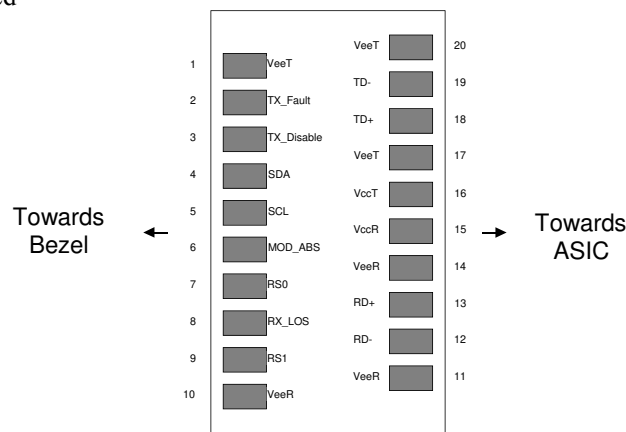 ed
VeeT 20
1 VeeT
TD- 19
2 TX_Fault
TD+ 18
3 TX_Disable
VeeT 17
4 SDA
VccT 16
5 SCL
Towards
Bezel
VccR 15
Towards
ASIC
6 MOD_ABS
VeeR 14
7 RS0
RD+ 13
8 RX_LOS
RD- 12
9 RS1
VeeR 11
10 VeeR